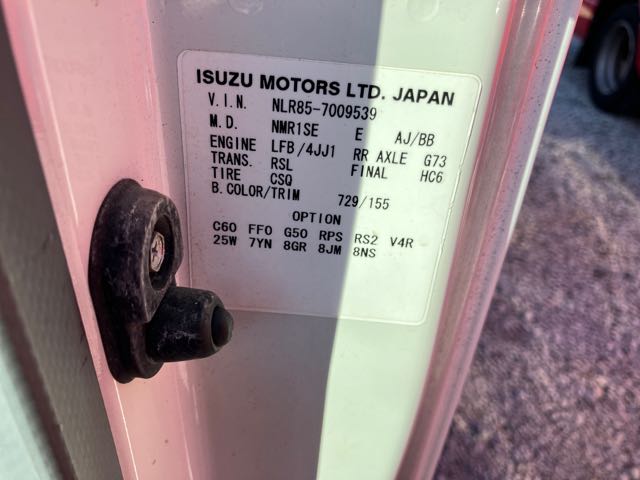 ISUZU MOTORS LTD. JAPAN
V.I.N. NLR85-7009539
M.D. NMR1SE E AJ/BB
ENGINE LFB/4JJ1 RR AXLE G73
TRANS. RSL FINAL HC6
TIRE CSQ
B.COLOR/TRIM 729/155
OPTION
C60 FF0 G50 RPS RS2 V4R
25W 7YN 8GR 8JM 8NS